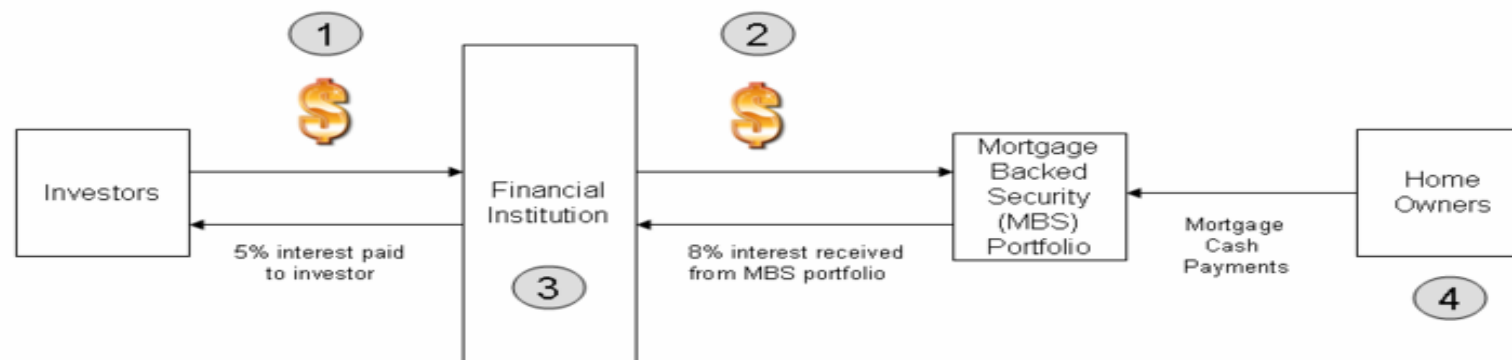 1
2
$
$
Investors
5% interest paid
to investor
Financial
Institution
3
8% interest received
from MBS portfolio
Mortgage
Backed
Security
(MBS)
Portfolio
Mortgage
Cash
Payments
Home
Owners
4